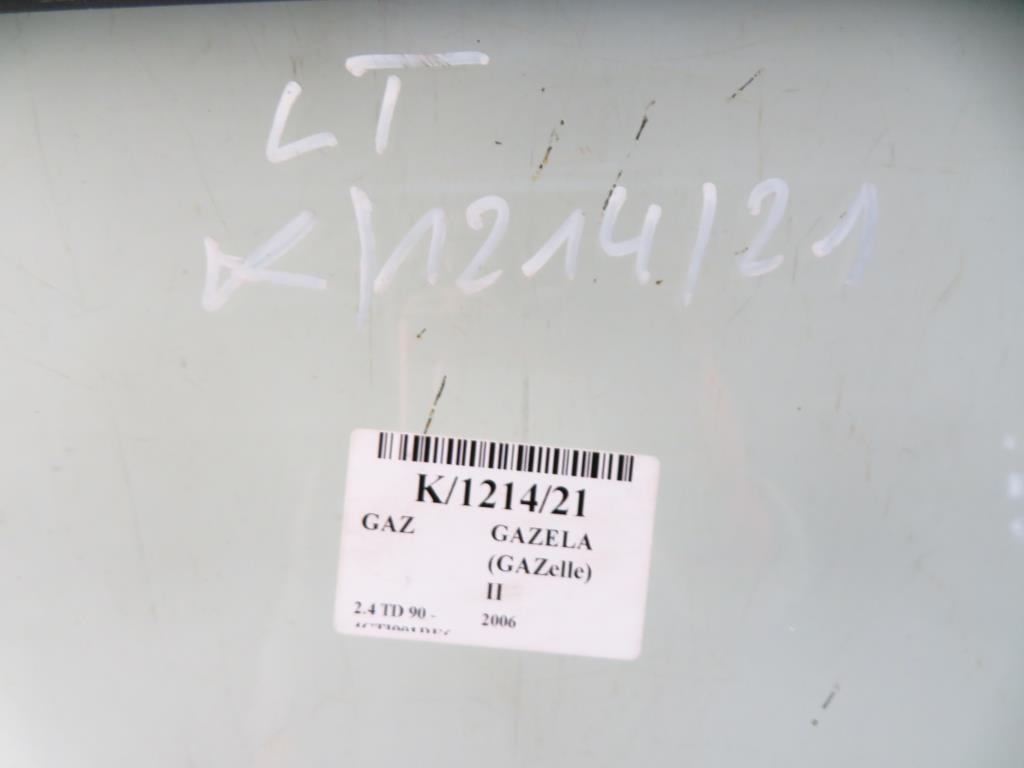 LT
K/1214/21
K/1214/21
GAZ GAZELA
(GAZelle)
II
2.4 TD 90 - 2006